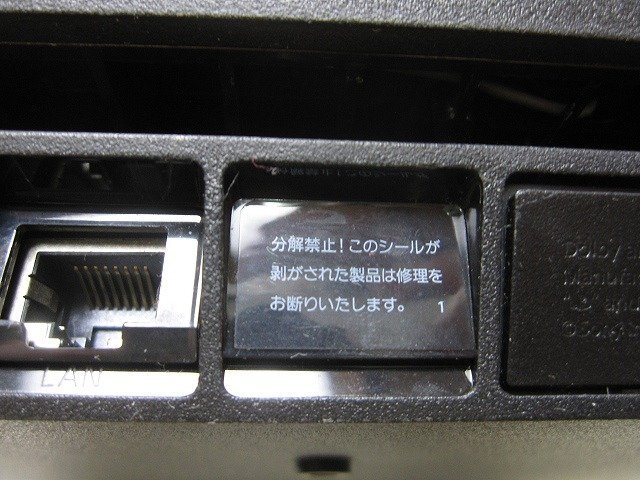 分解禁止!このシールが
剥がされた製品は修理を
お断りいたします。 1
LAN
Dolby